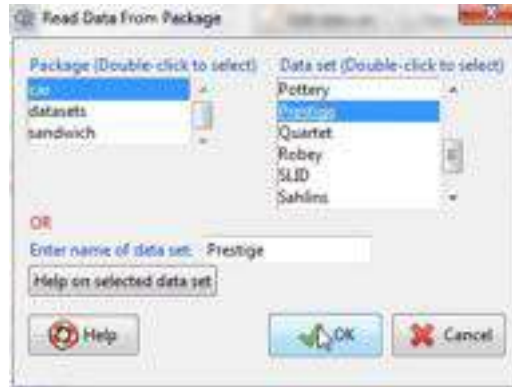 Read Data From Package
Package (Double-click to select)
car
datasets
sandwich
Data set (Double-click to select)
Pottery
Prestige
Quartet
Robey
SLID
Sahlins
OR
Enter name of data set: Prestige
Help on selected data set
Help
OK
Cancel